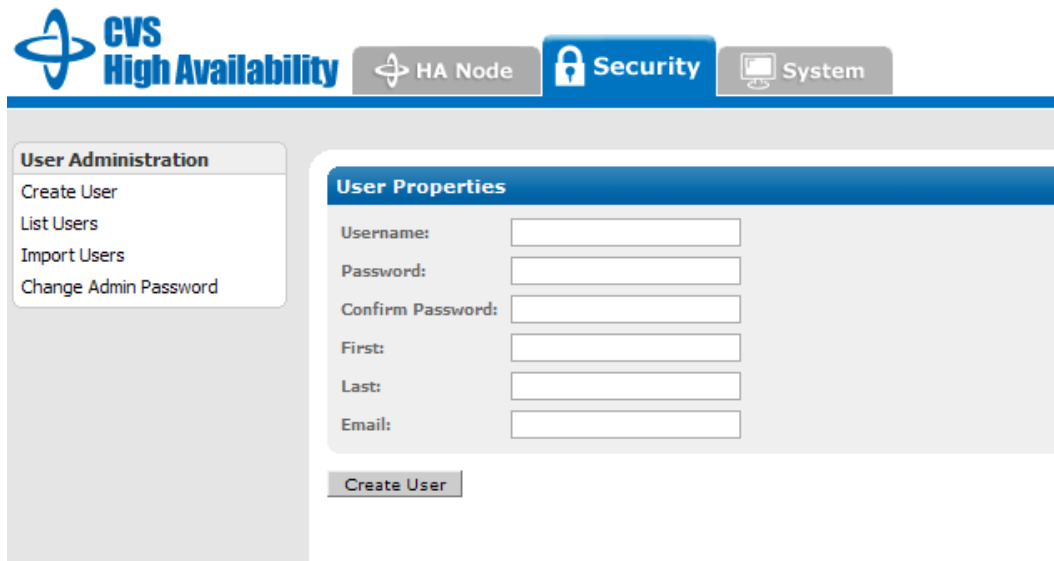 CVS
High Availability
HA Node
Security
System
User Administration
Create User
List Users
Import Users
Change Admin Password
User Properties
Username:
Password:
Confirm Password:
First:
Last:
Email:
Create User